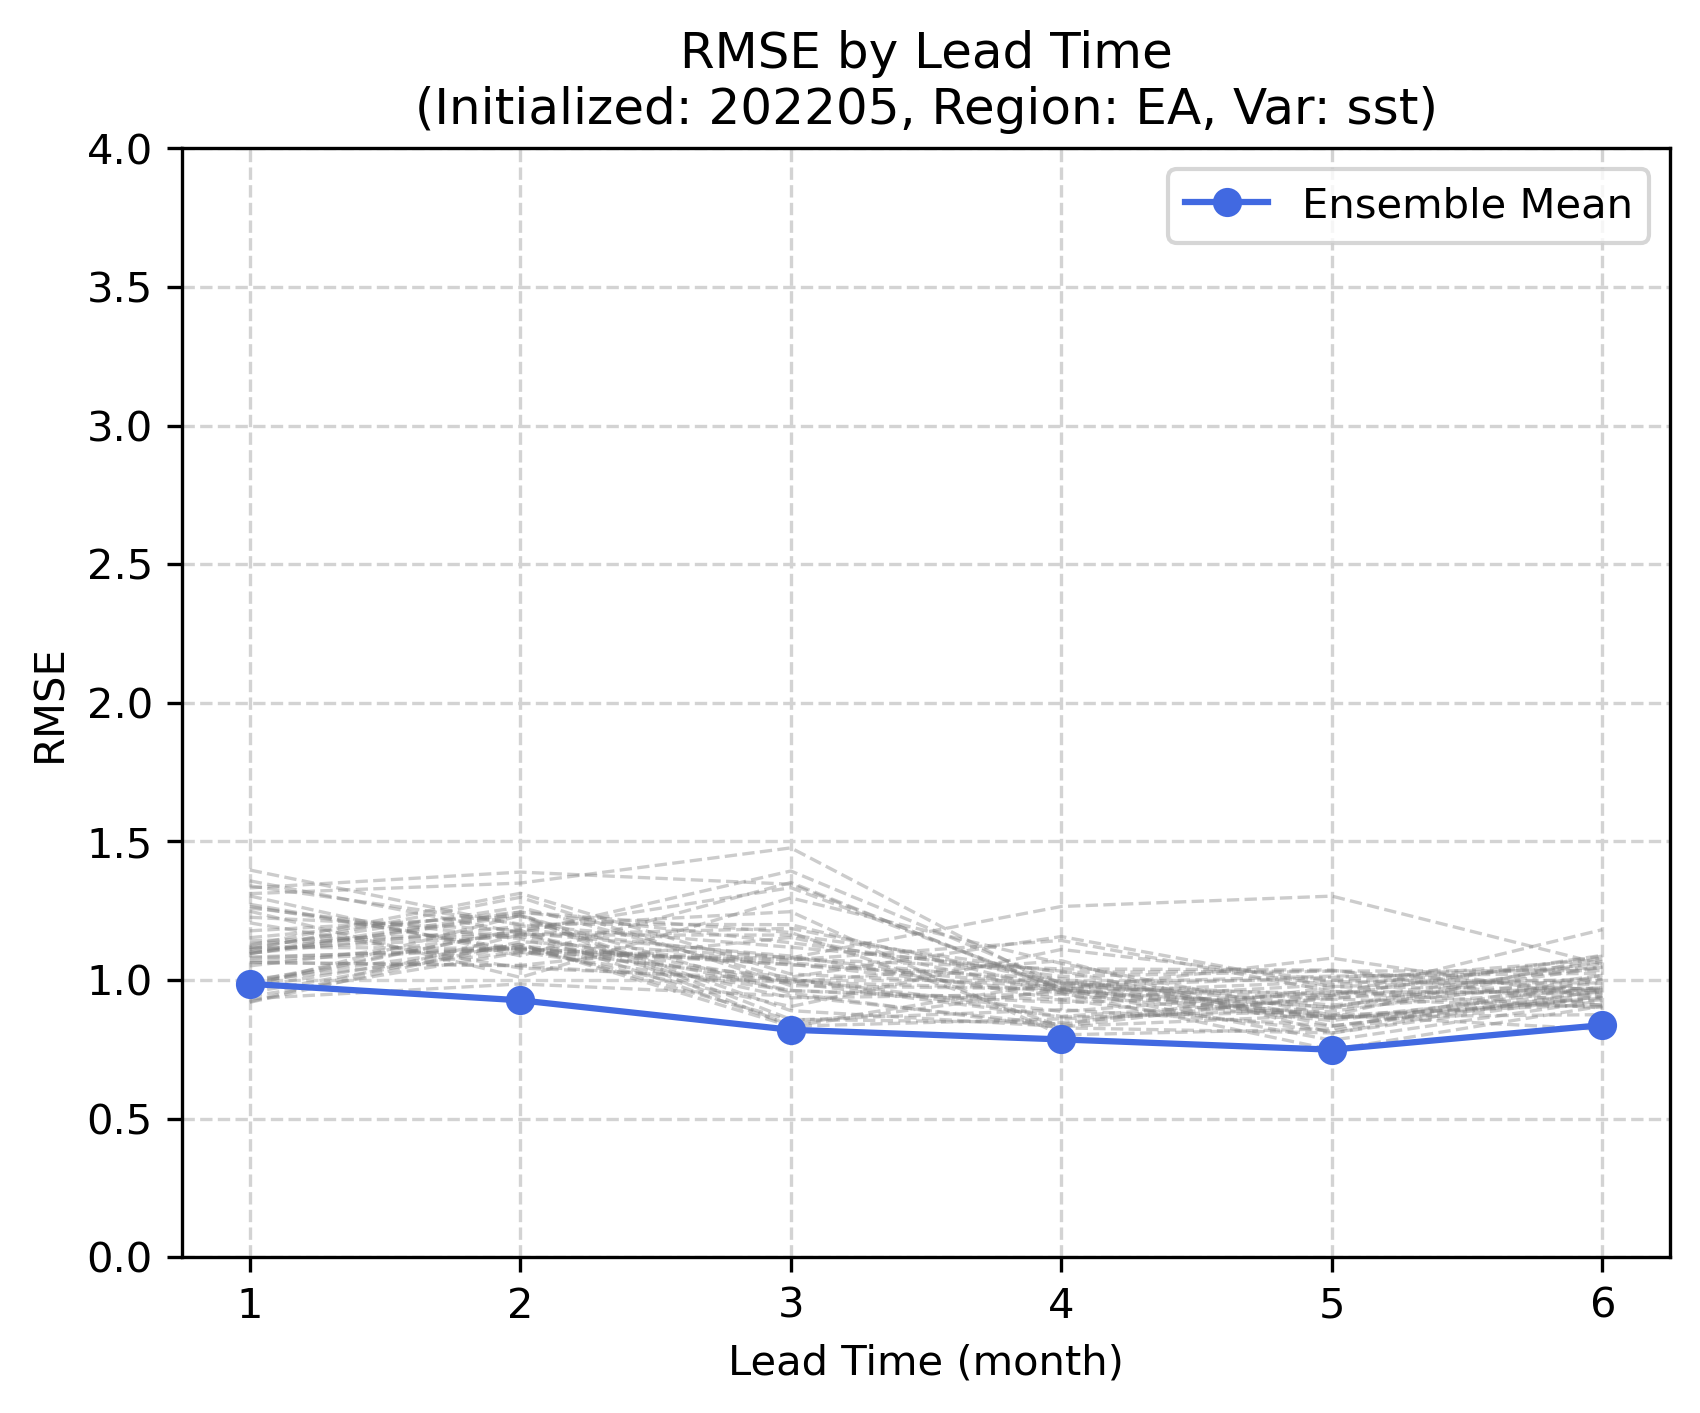 RMSE by Lead Time
(Initialized: 202205, Region: EA, Var: sst)
Ensemble Mean
4.0
3.5
3.0
2.5
2.0
1.5
1.0
0.5
0.0
RMSE
1 2 3 4 5 6
Lead Time (month)